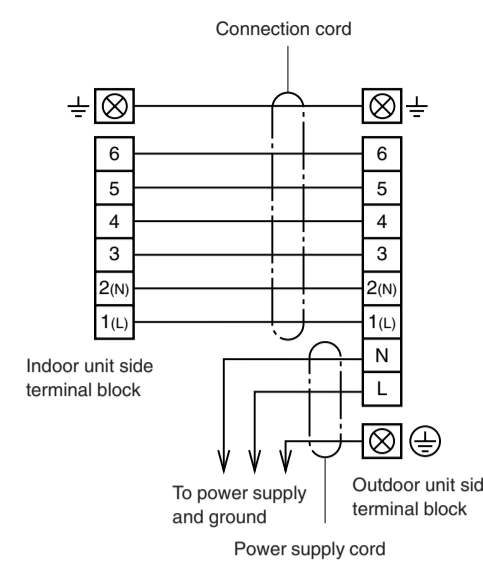 Connection cord
6 6
5 5
4 4
3 3
2(N) 2(N)
1(L) 1(L)
N
L
Indoor unit side
terminal block
To power supply
and ground
Outdoor unit sid
terminal block
Power supply cord